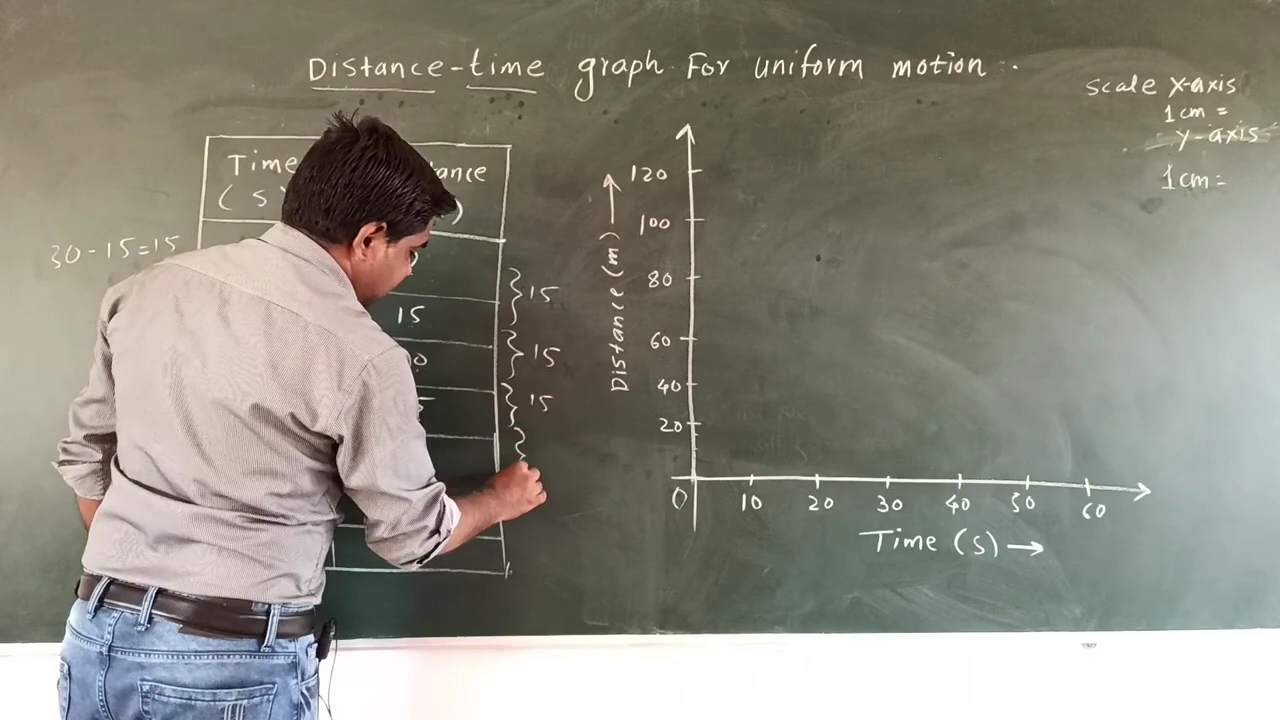 Distance-time graph For uniform motion
scale x-axis
1 cm =
y-axis
1 cm =
Time
(s
)
30-15=15
15
15
15
15
120
100
80
60
40
20
Distance (m)
0 10 20 30 40 50 60
Time (s)